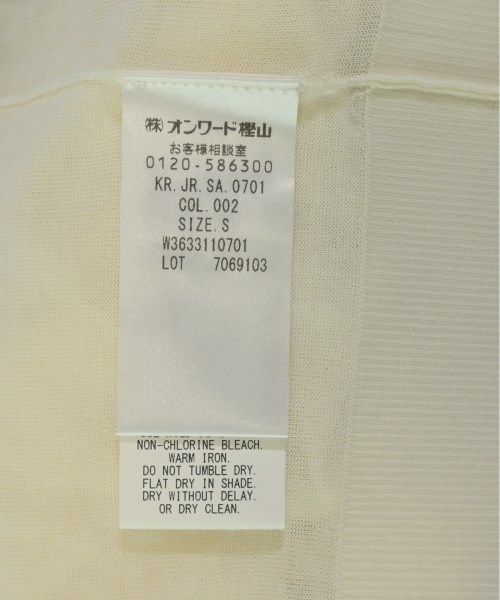 ㈱オンワード樫山
お客様相談室
0120-586300
KR.JR.SA.0701
COL.002
SIZE.S
W3633110701
LOT 7069103
NON-CHLORINE BLEACH.
WARM IRON.
DO NOT TUMBLE DRY.
FLAT DRY IN SHADE.
DRY WITHOUT DELAY.
OR DRY CLEAN.